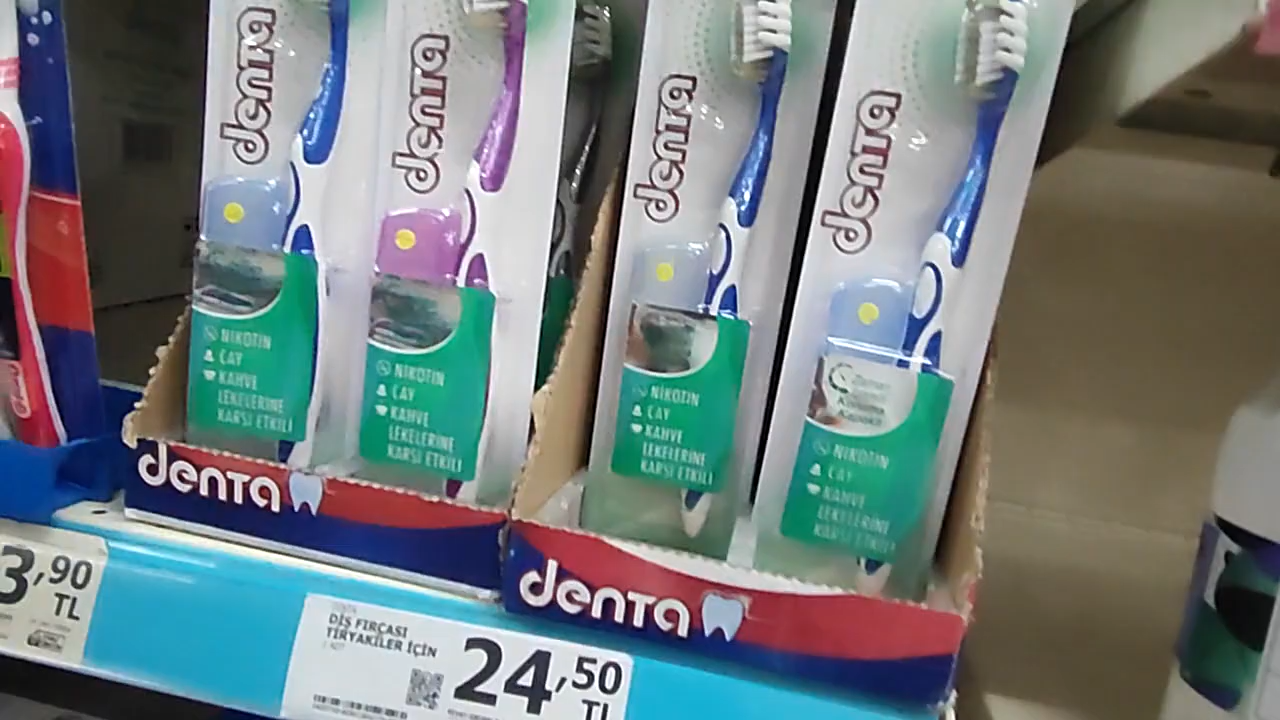 denta
denta
denta
denta
NİKOTİN
ÇAY
KAHVE
LEKELERİNE
KARŞI ETKİLİ
NİKOTİN
ÇAY
KAHVE
LEKELERİNE
KARŞI ETKİLİ
NİKOTİN
ÇAY
KAHVE
LEKELERİNE
KARŞI ETKİLİ
NİKOTİN
ÇAY
KAHVE
LEKELERİNE
KARŞI ETKİLİ
denta
denta
3,90
TL
DİŞ FIRÇASI
TİRYAKİLER İÇİN
24,50
TL